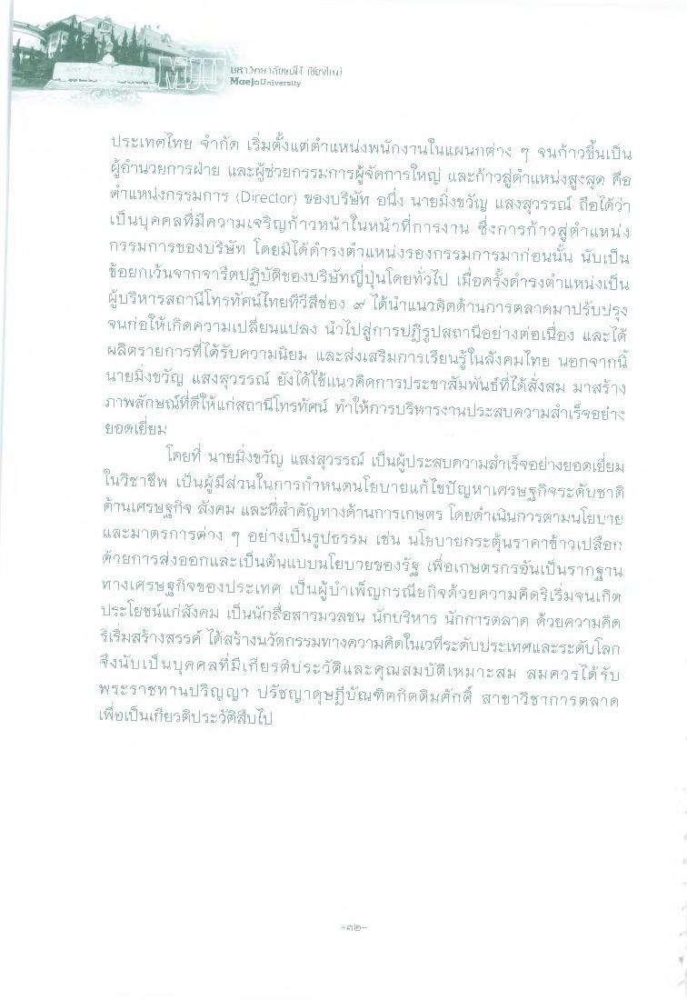 MJU
มหาวิทยาลัยแม่โจ้ เชียงใหม่
MaejoUniversity
ประเทศไทย จำกัด เริ่มตั้งแต่ตำแหน่งพนักงานในแผนกต่าง ๆ จนก้าวขึ้นเป็น
ผู้อำนวยการฝ่าย และผู้ช่วยกรรมการผู้จัดการใหญ่ และก้าวสู่ตำแหน่งสูงสุด คือ
ตำแหน่งกรรมการ (Director) ของบริษัท อนึ่ง นายมิ่งขวัญ แสงสุวรรณ์ ถือได้ว่า
เป็นบุคคลที่มีความเจริญก้าวหน้าในหน้าที่การงาน ซึ่งการก้าวสู่ตำแหน่ง
กรรมการของบริษัท โดยมิได้ดำรงตำแหน่งรองกรรมการมาก่อนนั้น นับเป็น
ข้อยกเว้นจากจารีตปฏิบัติของบริษัทญี่ปุ่นโดยทั่วไป เมื่อครั้งดำรงตำแหน่งเป็น
ผู้บริหารสถานีโทรทัศน์ไทยทีวีสีช่อง ๙ ได้นำแนวคิดด้านการตลาดมาปรับปรุง
จนก่อให้เกิดความเปลี่ยนแปลง นำไปสู่การปฏิรูปสถานีอย่างต่อเนื่อง และได้
ผลิตรายการที่ได้รับความนิยม และส่งเสริมการเรียนรู้ในสังคมไทย นอกจากนี้
นายมิ่งขวัญ แสงสุวรรณ์ ยังได้ใช้แนวคิดการประชาสัมพันธ์ที่ได้สั่งสม มาสร้าง
ภาพลักษณ์ที่ดีให้แก่สถานีโทรทัศน์ ทำให้การบริหารงานประสบความสำเร็จอย่าง
ยอดเยี่ยม
โดยที่ นายมิ่งขวัญ แสงสุวรรณ์ เป็นผู้ประสบความสำเร็จอย่างยอดเยี่ยม
ในวิชาชีพ เป็นผู้มีส่วนในการกำหนดนโยบายแก้ไขปัญหาเศรษฐกิจระดับชาติ
ด้านเศรษฐกิจ สังคม และที่สำคัญทางด้านการเกษตร โดยดำเนินการตามนโยบาย
และมาตรการต่าง ๆ อย่างเป็นรูปธรรม เช่น นโยบายกระตุ้นราคาข้าวเปลือก
ด้วยการส่งออกและเป็นต้นแบบนโยบายของรัฐ เพื่อเกษตรกรอันเป็นรากฐาน
ทางเศรษฐกิจของประเทศ เป็นผู้บำเพ็ญกรณียกิจด้วยความคิดริเริ่มจนเกิด
ประโยชน์แก่สังคม เป็นนักสื่อสารมวลชน นักบริหาร นักการตลาด ด้วยความคิด
ริเริ่มสร้างสรรค์ ได้สร้างนวัตกรรมทางความคิดในเวทีระดับประเทศและระดับโลก
จึงนับเป็นบุคคลที่มีเกียรติประวัติและคุณสมบัติเหมาะสม สมควรได้รับ
พระราชทานปริญญา ปรัชญาดุษฎีบัณฑิตกิตติมศักดิ์ สาขาวิชาการตลาด
เพื่อเป็นเกียรติประวัติสืบไป
-๓๒-